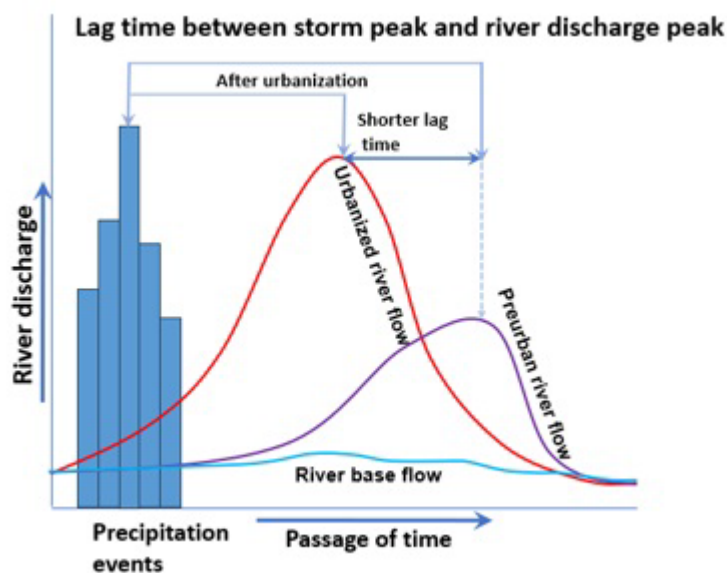 Lag time between storm peak and river discharge peak
After urbanization
Shorter lag
time
River discharge
Urbanized river flow
Preurban river flow
River base flow
Precipitation
events
Passage of time